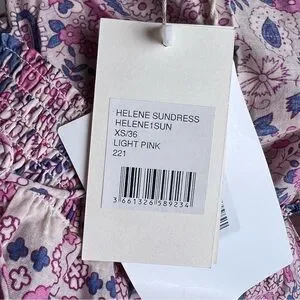 HELENE SUNDRESS
HELENE1SUN
XS/36
LIGHT PINK
221
3 661326 589234